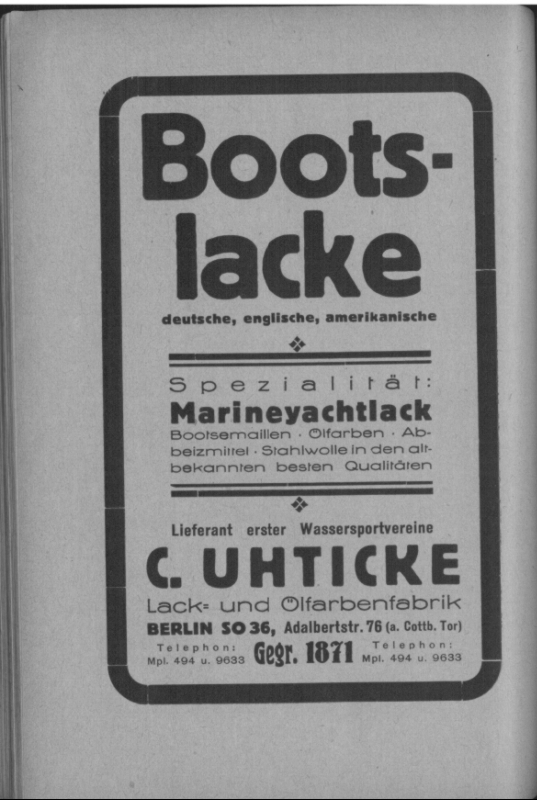 Boots-
lacke
deutsche, englische, amerikanische
Spezialität:
Marineyachtlack
Bootsemaillen · Ölfarben · Ab-
beizmittel · Stahlwolle in den alt-
bekannten besten Qualitäten
Lieferant erster Wassersportvereine
C. UHTICKE
Lack= und Ölfarbenfabrik
BERLIN SO 36, Adalbertstr. 76 (a. Cottb. Tor)
Telephon:
Mpl. 494 u. 9633
Gegr. 1871
Telephon:
Mpl. 494 u. 9633